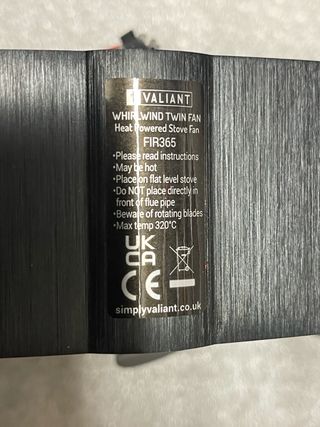 VALIANT
WHIRLWIND TWIN FAN
Heat Powered Stove Fan
FIR365
•Please read instructions
•May be hot
•Place on flat level stove
•Do NOT place directly in
front of flue pipe
•Beware of rotating blades
•Max temp 320°C
UK
CA
CE
simplyvaliant.co.uk